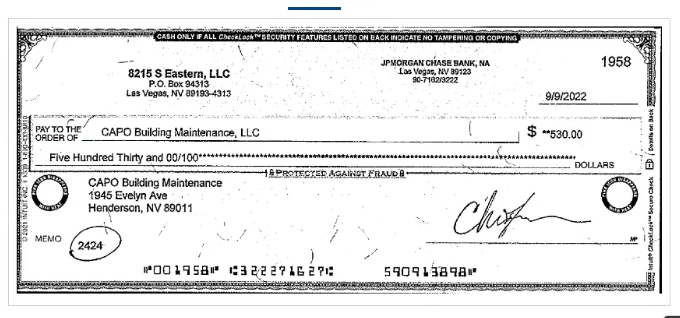 CASH ONLY IF ALL CheckLock™ SECURITY FEATURES LISTED ON BACK INDICATE NO TAMPERING OR COPYING
8215 S Eastern, LLC
P.O. Box 94313
Las Vegas, NV 89193-4313
JPMORGAN CHASE BANK, NA
Las Vegas, NV 89123
90-7162/3222
1958
9/9/2022
PAY TO THE ORDER OF CAPO Building Maintenance, LLC
$ **530.00
Five Hundred Thirty and 00/100**
DOLLARS
PROTECTED AGAINST FRAUD
CAPO Building Maintenance
1945 Evelyn Ave
Henderson, NV 89011
MEMO 2424
MP
Intuit® CheckLock™ Secure Check
Details on Back
⑈001958⑈ ⑆322271627⑆ 590913898⑈